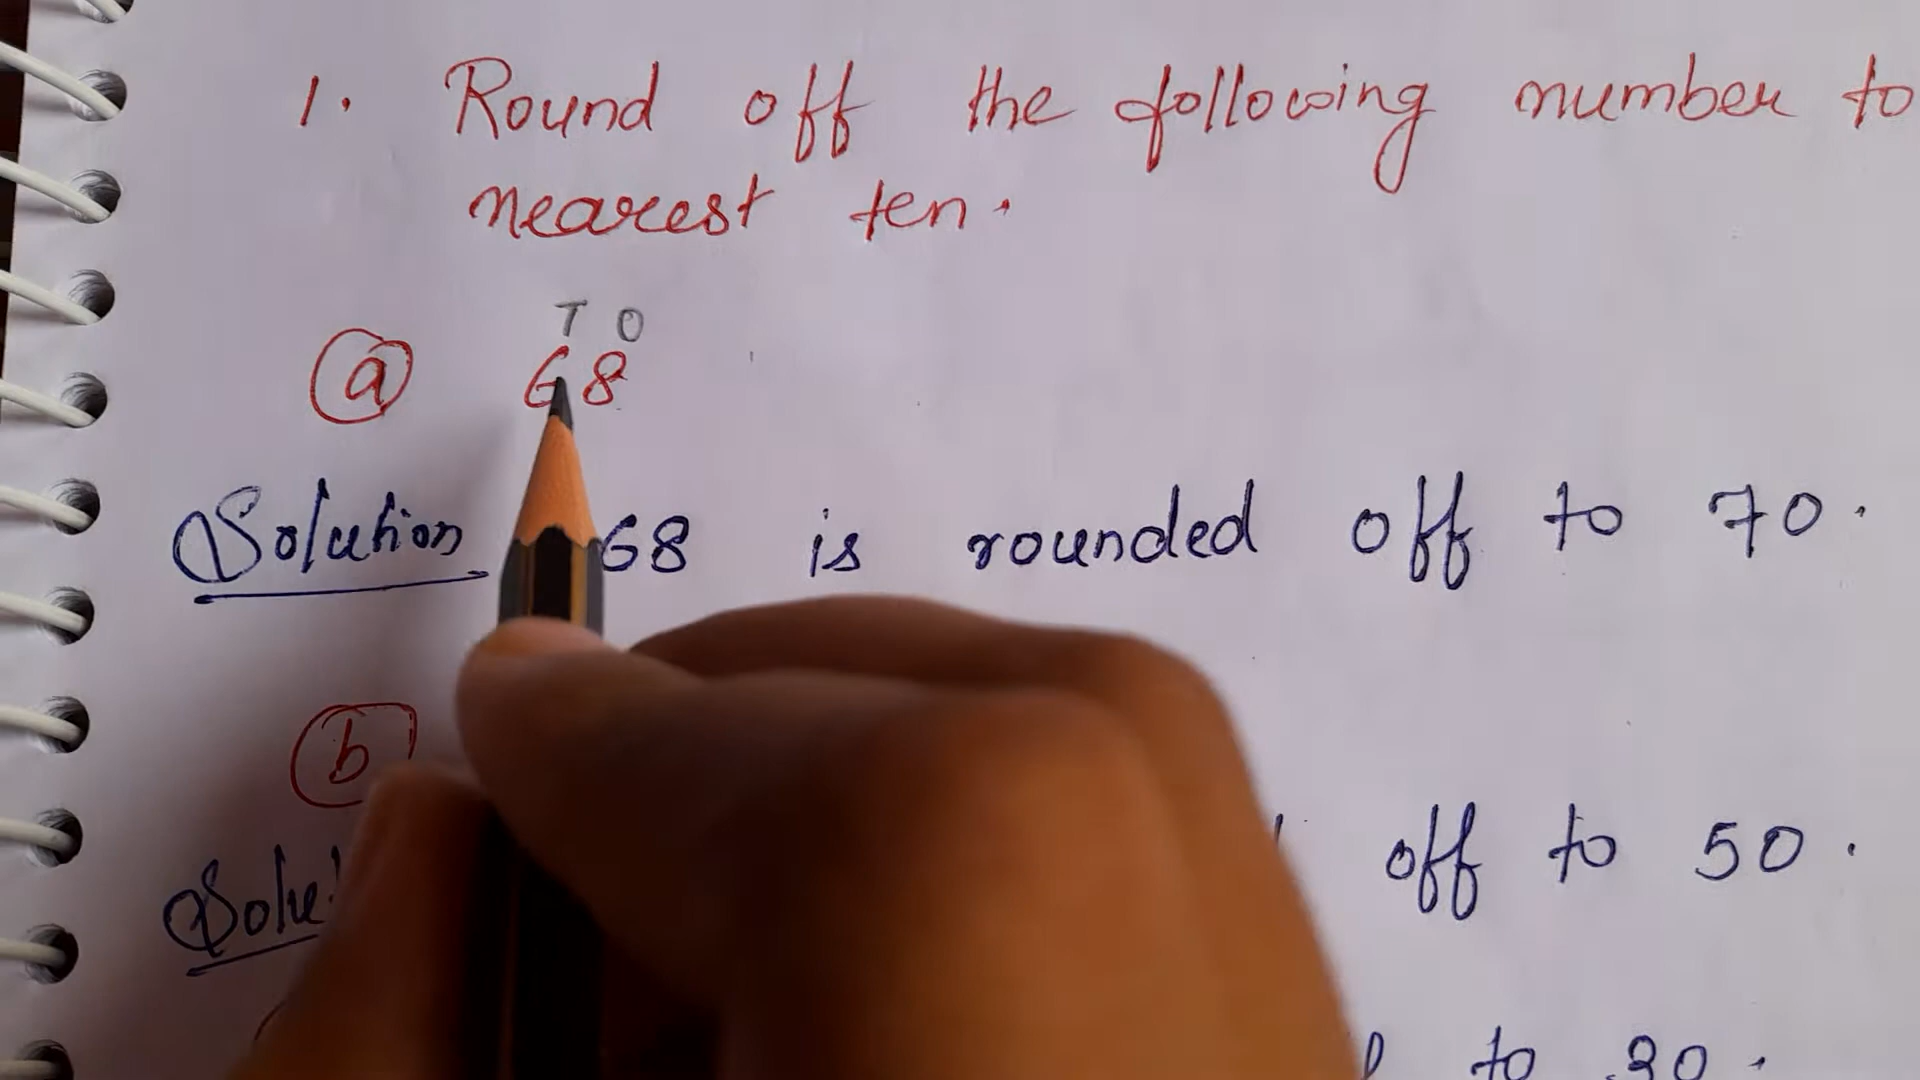 1. Round off the following number to
nearest ten.
T O
a 68
Solution 68 is rounded off to 70.
b
off to 50.
to 30.